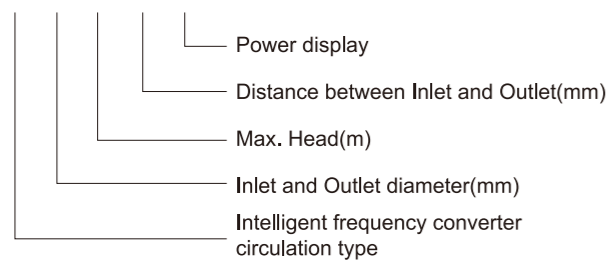 Power display
Distance between Inlet and Outlet(mm)
Max. Head(m)
Inlet and Outlet diameter(mm)
Intelligent frequency converter
circulation type